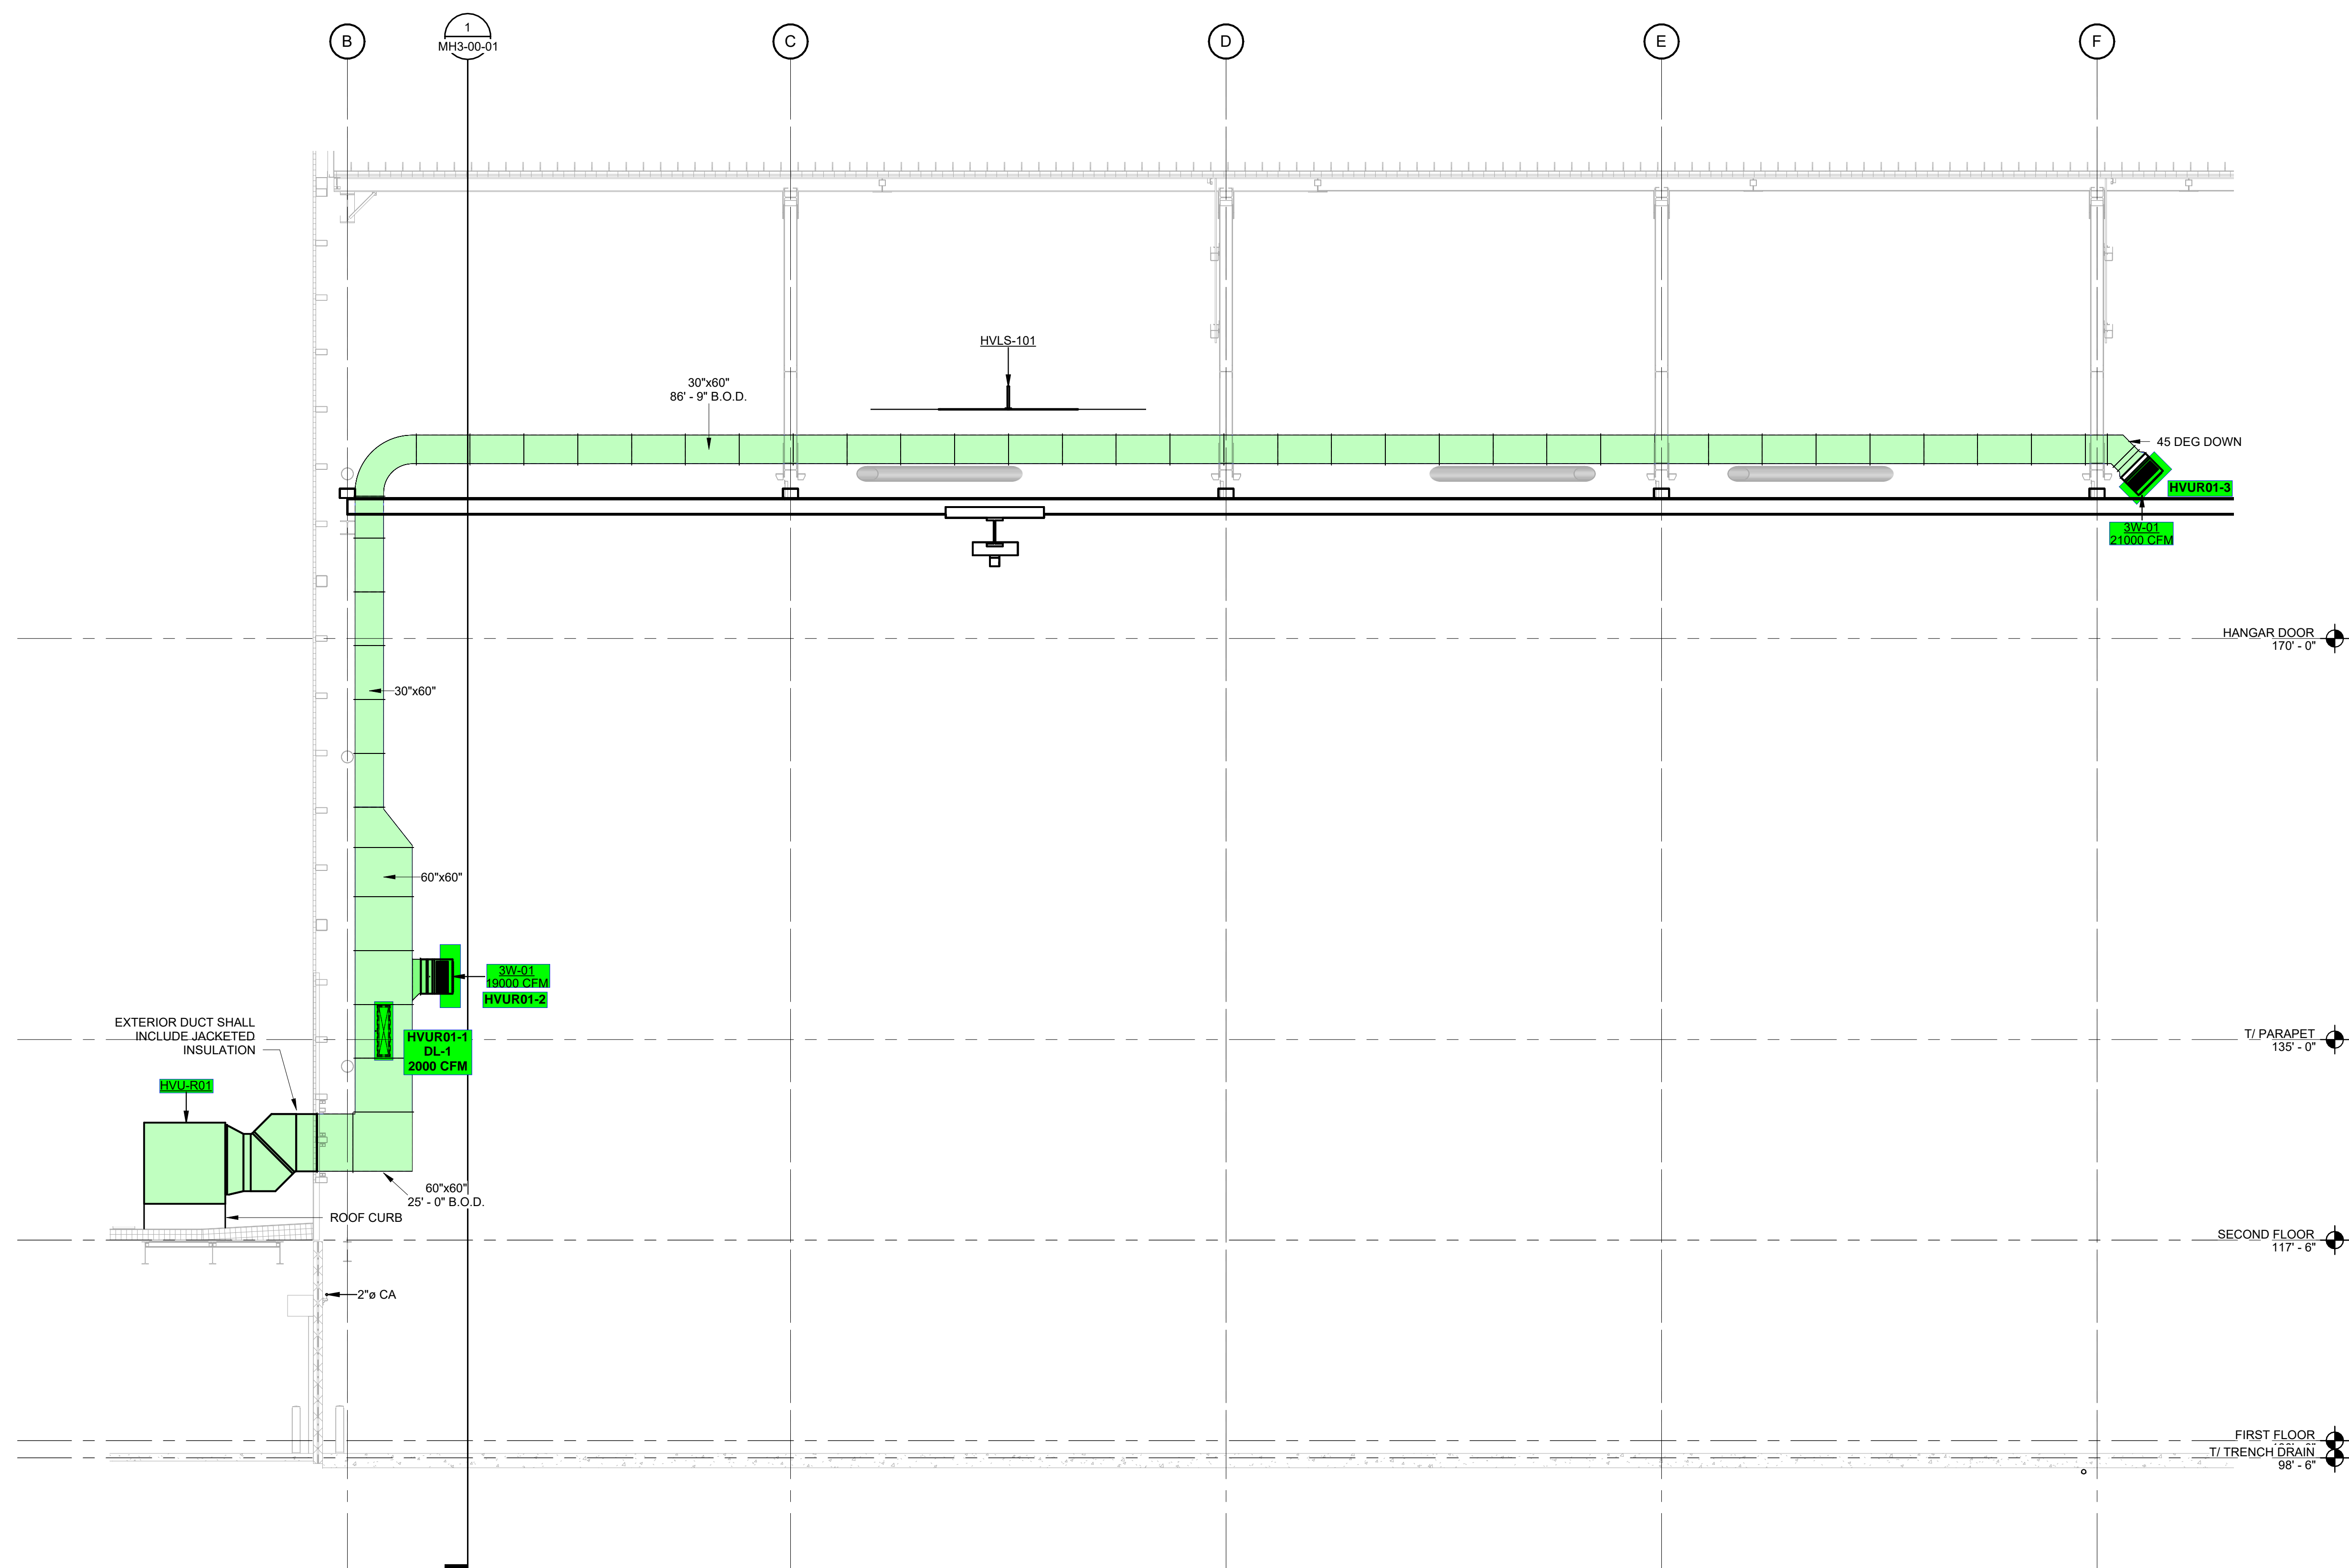 B
1
MH3-00-01
C
D
E
F
HVLS-101
30"x60"
86' - 9" B.O.D.
45 DEG DOWN
HVUR01-3
3W-01
21000 CFM
HANGAR DOOR
170' - 0"
30"x60"
60"x60"
3W-01
19000 CFM
HVUR01-2
EXTERIOR DUCT SHALL
INCLUDE JACKETED
INSULATION
HVUR01-1
DL-1
2000 CFM
T/ PARAPET
135' - 0"
HVU-R01
60"x60"
25' - 0" B.O.D.
ROOF CURB
SECOND FLOOR
117' - 6"
2"ø CA
FIRST FLOOR
T/ TRENCH DRAIN
98' - 6"